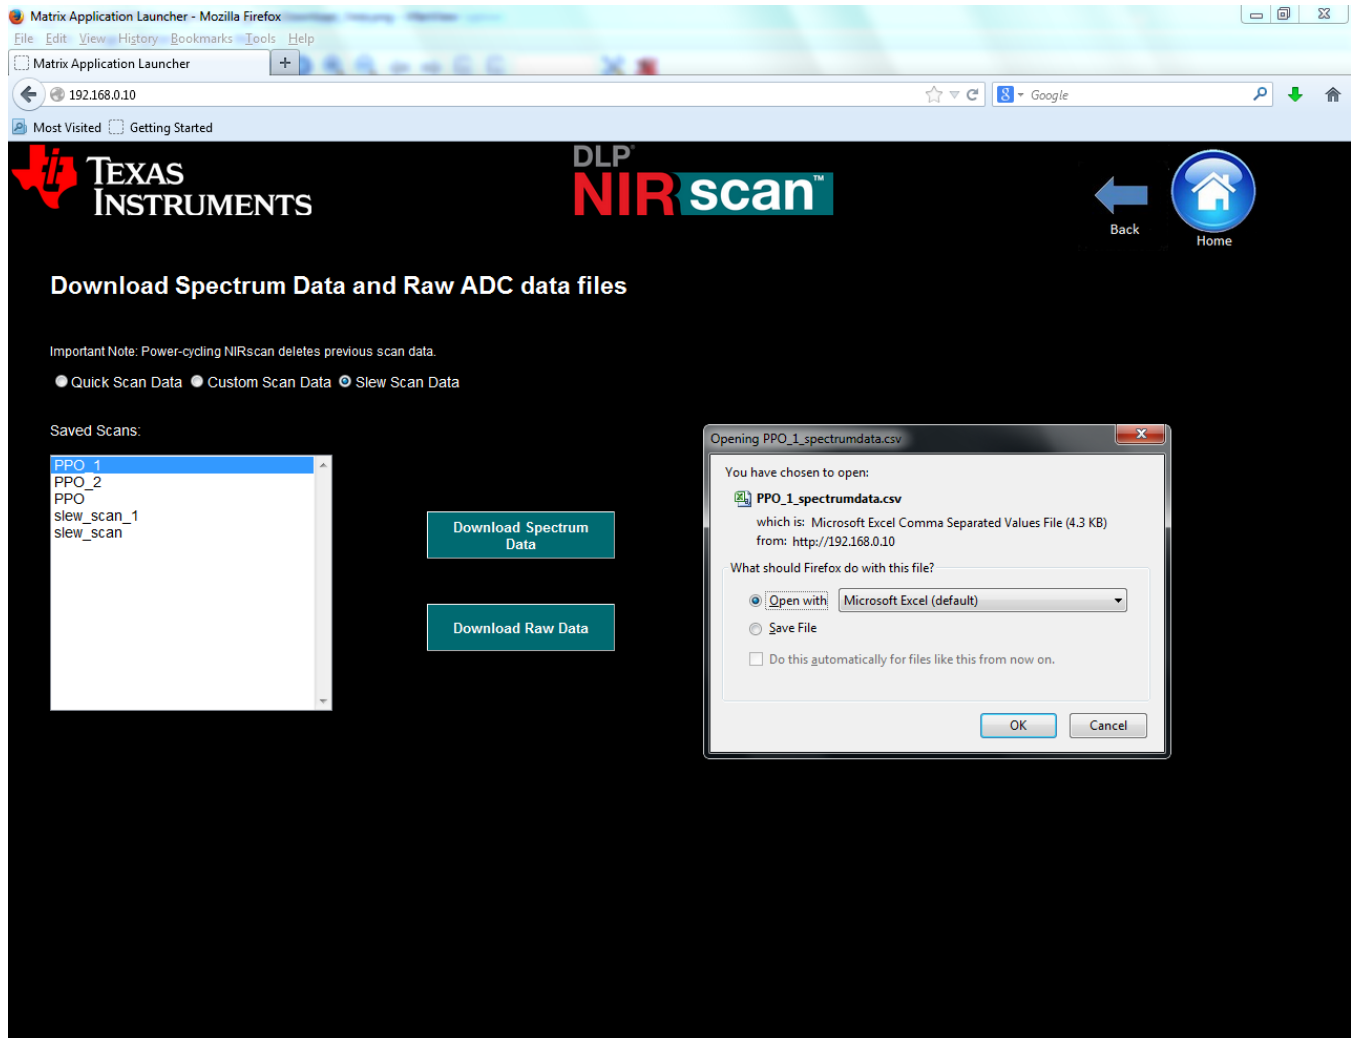 Matrix Application Launcher - Mozilla Firefox
File Edit View History Bookmarks Tools Help
Matrix Application Launcher +
192.168.0.10
Google
Most Visited Getting Started
TEXAS INSTRUMENTS
DLP®
NIRscan™
Back
Home
Download Spectrum Data and Raw ADC data files
Important Note: Power-cycling NIRscan deletes previous scan data.
Quick Scan Data Custom Scan Data Slew Scan Data
Saved Scans:
PPO_1
PPO_2
PPO
slew_scan_1
slew_scan
Download Spectrum
Data
Download Raw Data
Opening PPO_1_spectrumdata.csv
You have chosen to open:
PPO_1_spectrumdata.csv
which is: Microsoft Excel Comma Separated Values File (4.3 KB)
from: http://192.168.0.10
What should Firefox do with this file?
Open with Microsoft Excel (default)
Save File
Do this automatically for files like this from now on.
OK Cancel